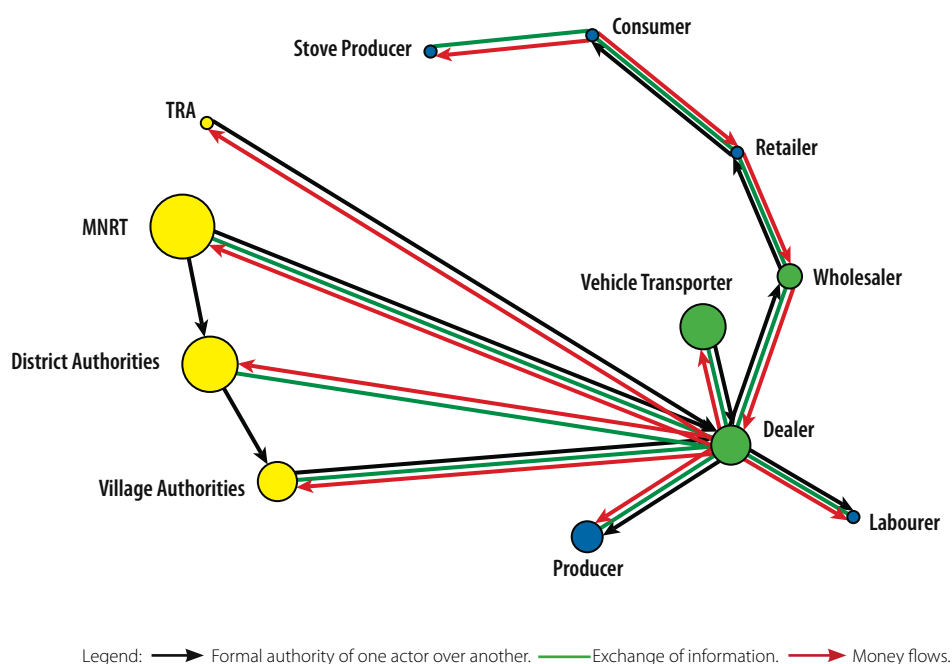 Consumer
Stove Producer
TRA
Retailer
MNRT
Wholesaler
Vehicle Transporter
District Authorities
Dealer
Village Authorities
Labourer
Producer
Legend: Formal authority of one actor over another. Exchange of information. Money flows.